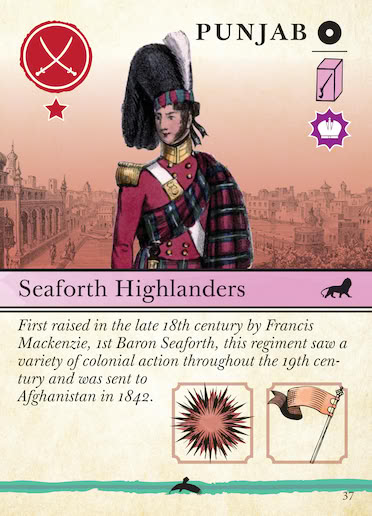 PUNJAB
Seaforth Highlanders
First raised in the late 18th century by Francis
Mackenzie, 1st Baron Seaforth, this regiment saw a
variety of colonial action throughout the 19th cen-
tury and was sent to
Afghanistan in 1842.
37